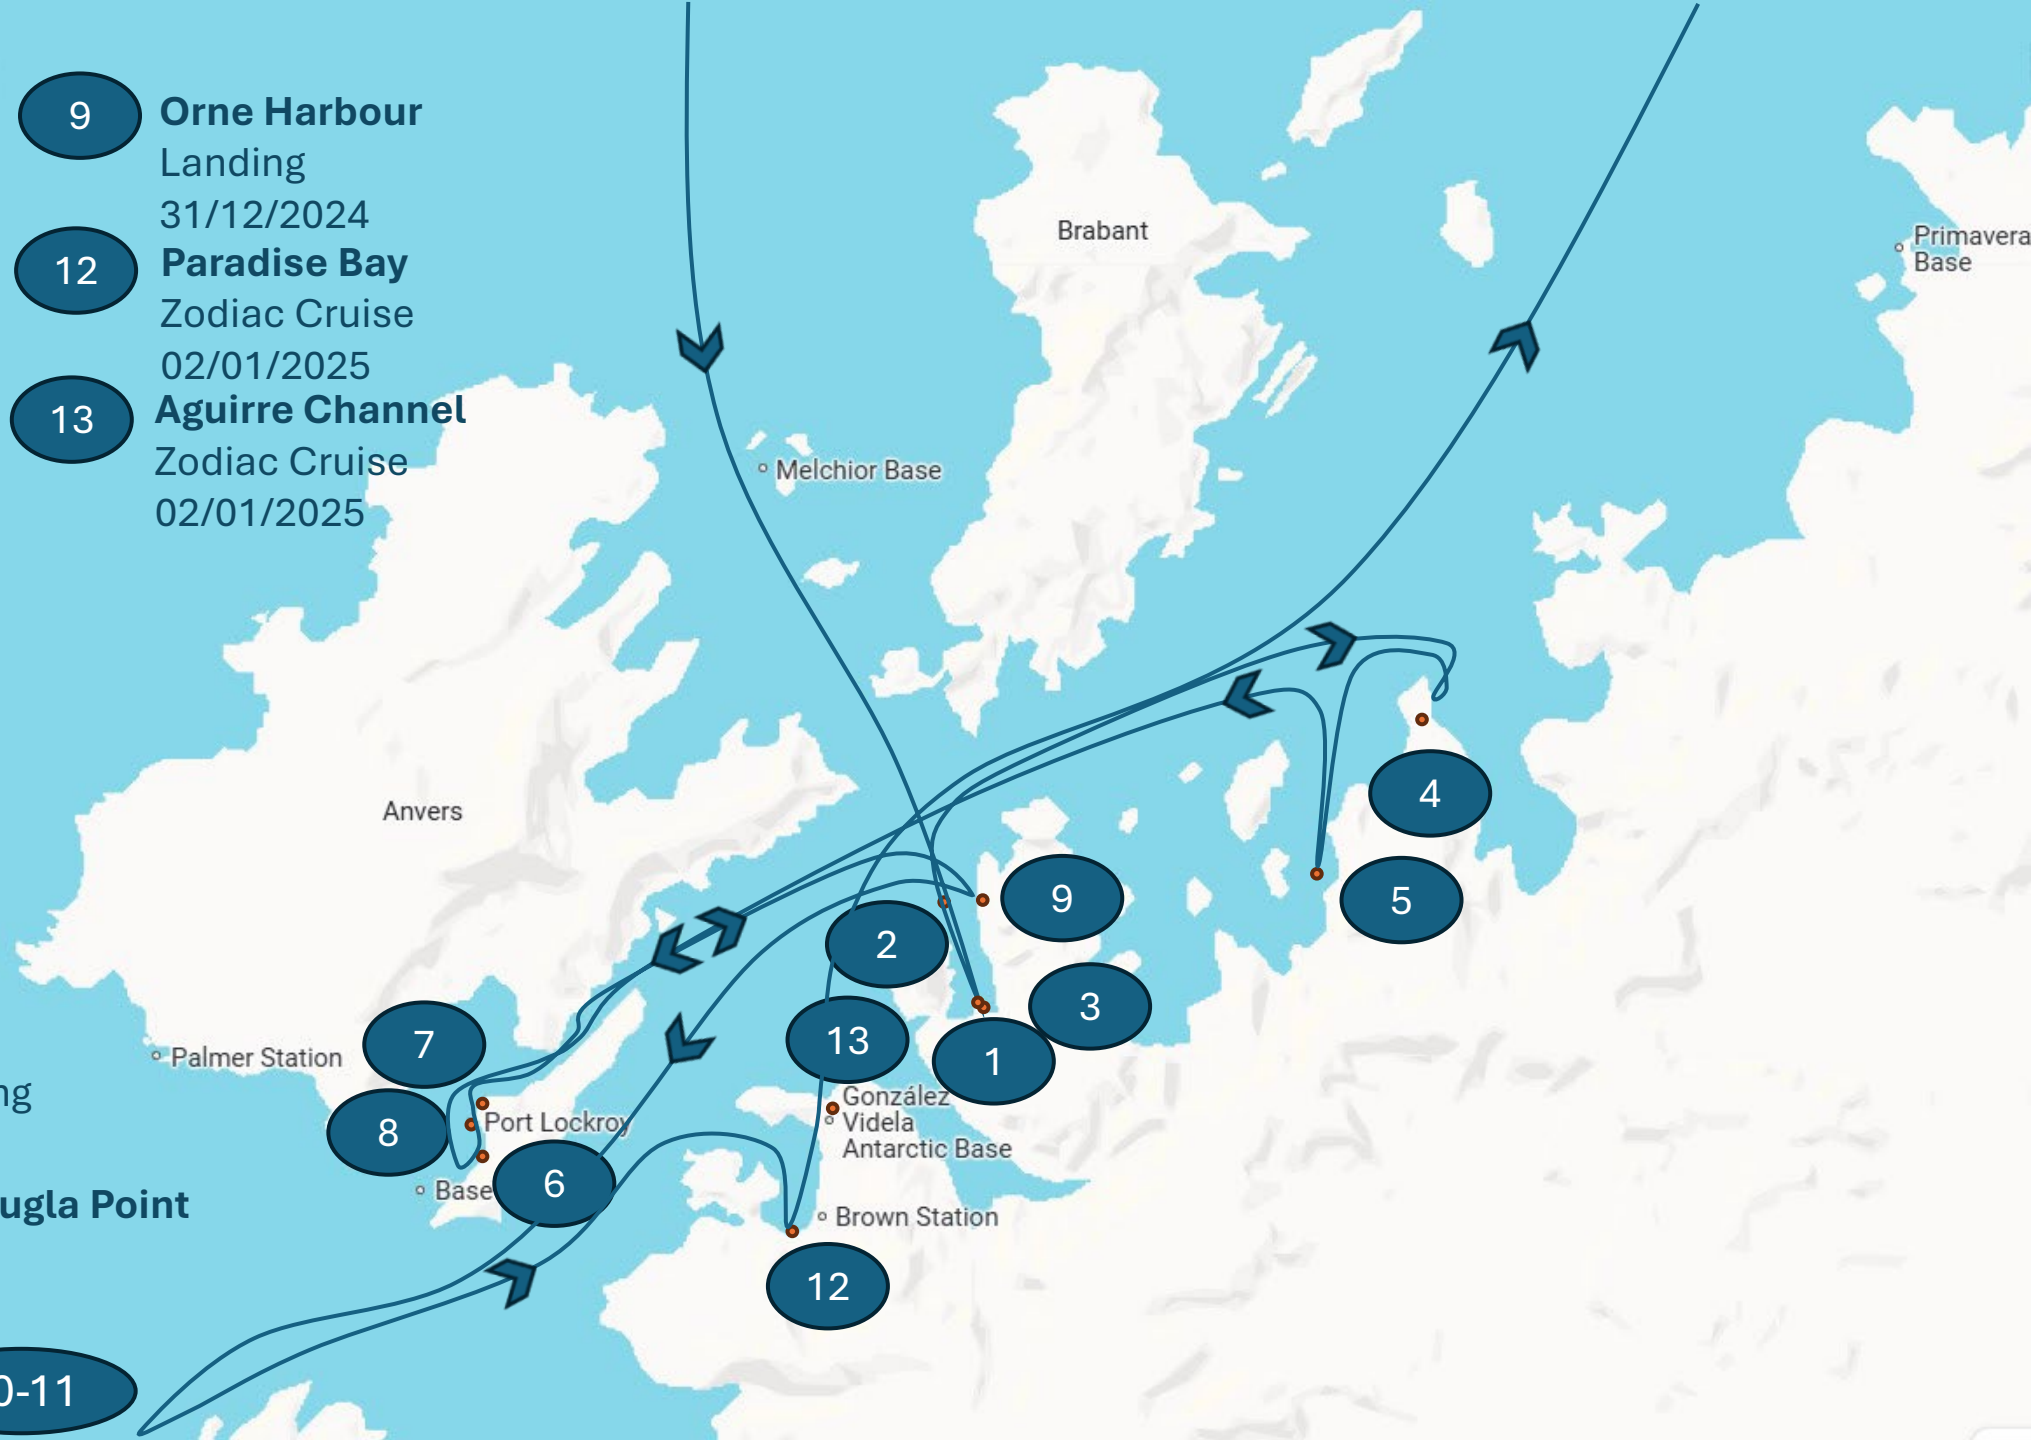 9
Orne Harbour
Landing
31/12/2024
12
Paradise Bay
Zodiac Cruise
02/01/2025
13
Aguirre Channel
Zodiac Cruise
02/01/2025
Brabant
Primavera
Base
Melchior Base
Anvers
4
5
9
2
3
13
1
7
Palmer Station
8
Port Lockroy
González
Videla
Antarctic Base
ng
6
Base
ugla Point
Brown Station
12
0-11